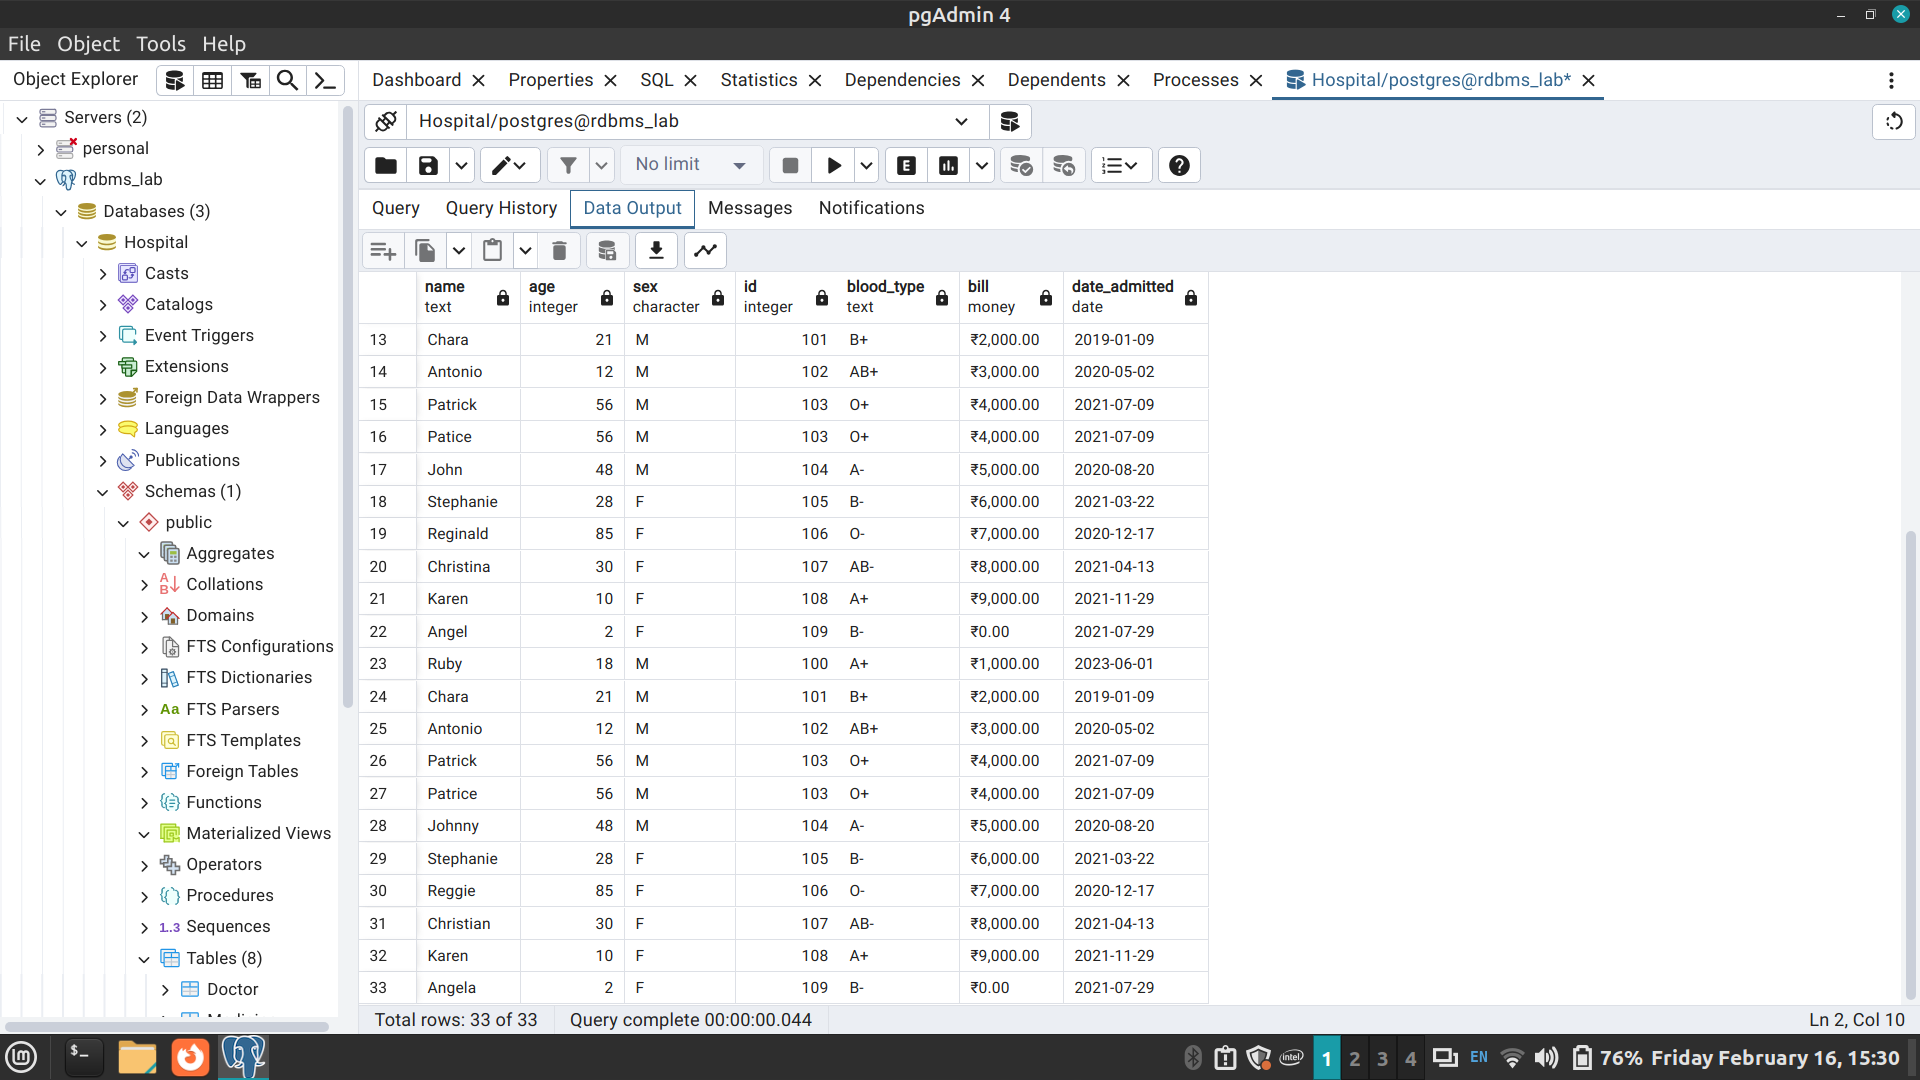 pgAdmin 4
File Object Tools Help
Object Explorer
Dashboard Properties SQL Statistics Dependencies Dependents Processes Hospital/postgres@rdbms_lab*
Servers (2)
personal
rdbms_lab
Databases (3)
Hospital
Casts
Catalogs
Event Triggers
Extensions
Foreign Data Wrappers
Languages
Publications
Schemas (1)
public
Aggregates
Collations
Domains
FTS Configurations
FTS Dictionaries
Aa FTS Parsers
FTS Templates
Foreign Tables
Functions
Materialized Views
Operators
Procedures
1..3 Sequences
Tables (8)
Doctor
Hospital/postgres@rdbms_lab
No limit
E
Query Query History Data Output Messages Notifications
name age sex id blood_type bill date_admitted
text integer character integer text money date
13 Chara 21 M 101 B+ ₹2,000.00 2019-01-09
14 Antonio 12 M 102 AB+ ₹3,000.00 2020-05-02
15 Patrick 56 M 103 O+ ₹4,000.00 2021-07-09
16 Patice 56 M 103 O+ ₹4,000.00 2021-07-09
17 John 48 M 104 A- ₹5,000.00 2020-08-20
18 Stephanie 28 F 105 B- ₹6,000.00 2021-03-22
19 Reginald 85 F 106 O- ₹7,000.00 2020-12-17
20 Christina 30 F 107 AB- ₹8,000.00 2021-04-13
21 Karen 10 F 108 A+ ₹9,000.00 2021-11-29
22 Angel 2 F 109 B- ₹0.00 2021-07-29
23 Ruby 18 M 100 A+ ₹1,000.00 2023-06-01
24 Chara 21 M 101 B+ ₹2,000.00 2019-01-09
25 Antonio 12 M 102 AB+ ₹3,000.00 2020-05-02
26 Patrick 56 M 103 O+ ₹4,000.00 2021-07-09
27 Patrice 56 M 103 O+ ₹4,000.00 2021-07-09
28 Johnny 48 M 104 A- ₹5,000.00 2020-08-20
29 Stephanie 28 F 105 B- ₹6,000.00 2021-03-22
30 Reggie 85 F 106 O- ₹7,000.00 2020-12-17
31 Christian 30 F 107 AB- ₹8,000.00 2021-04-13
32 Karen 10 F 108 A+ ₹9,000.00 2021-11-29
33 Angela 2 F 109 B- ₹0.00 2021-07-29
Total rows: 33 of 33 Query complete 00:00:00.044 Ln 2, Col 10
intel 1 2 3 4 EN 76% Friday February 16, 15:30